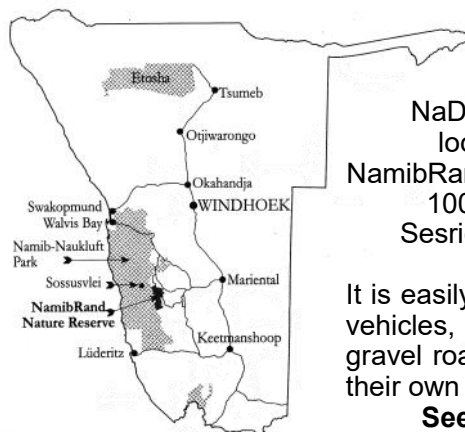 Etosha
Tsumeb
Otjiwarongo
Okahandja
Swakopmund
WINDHOEK
Walvis Bay
Namib-Naukluft
Park
Sossusvlei
Mariental
NamibRand
Nature Reserve
Keetmanshoop
Lüderitz
NaD
loc
NamibRan
100
Sesrie
It is easily
vehicles,
gravel roa
their own
See